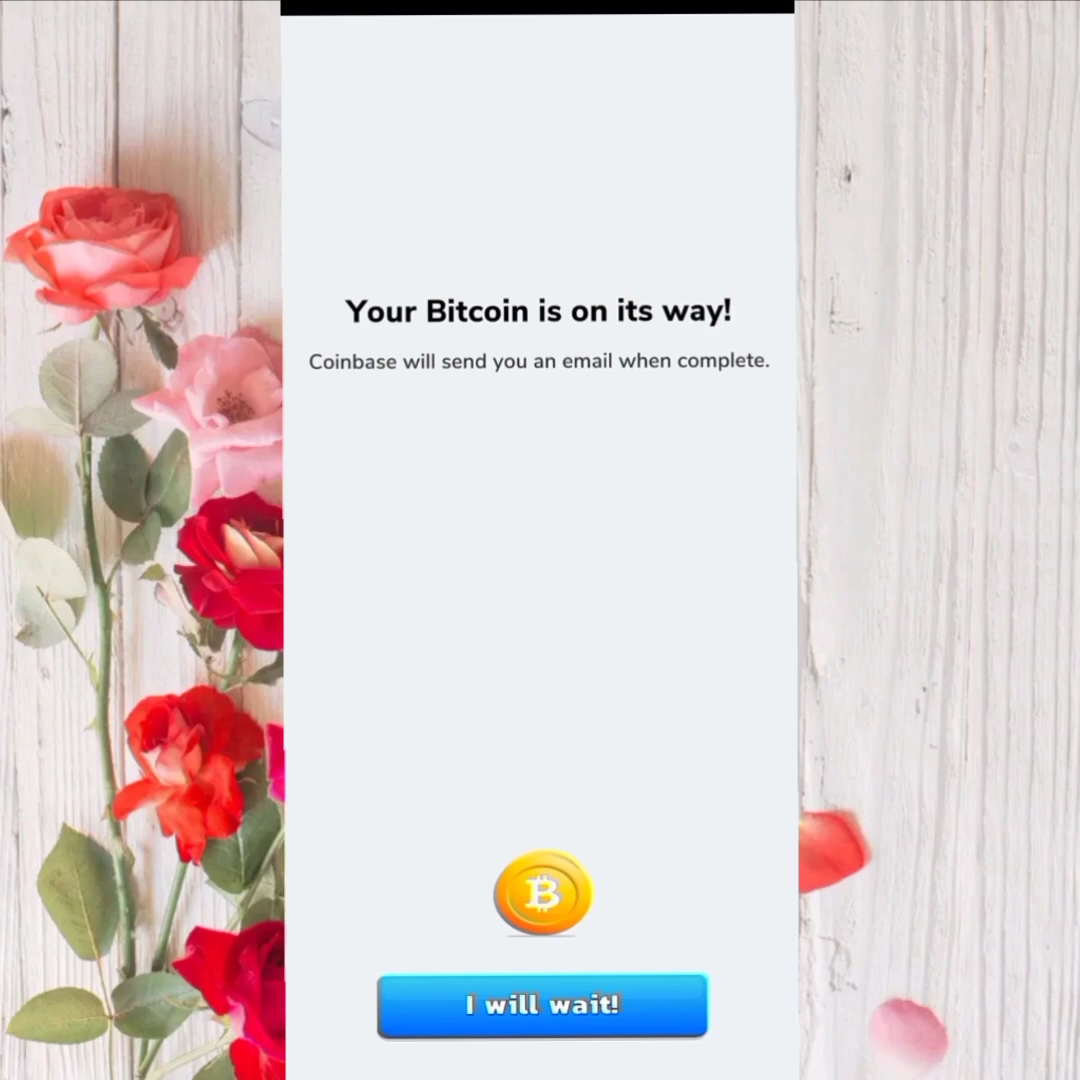 Your Bitcoin is on its way!
Coinbase will send you an email when complete.
I will wait!